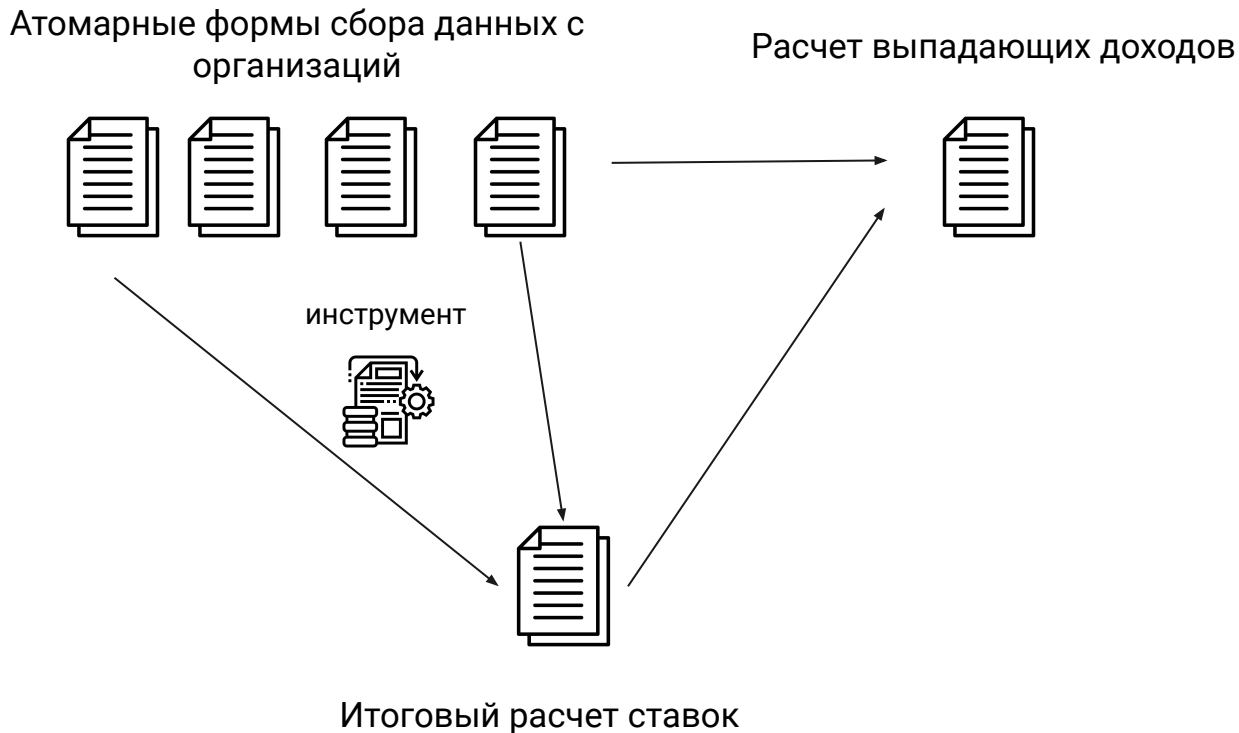 Атомарные формы сбора данных с
организаций
Расчет выпадающих доходов
инструмент
Итоговый расчет ставок